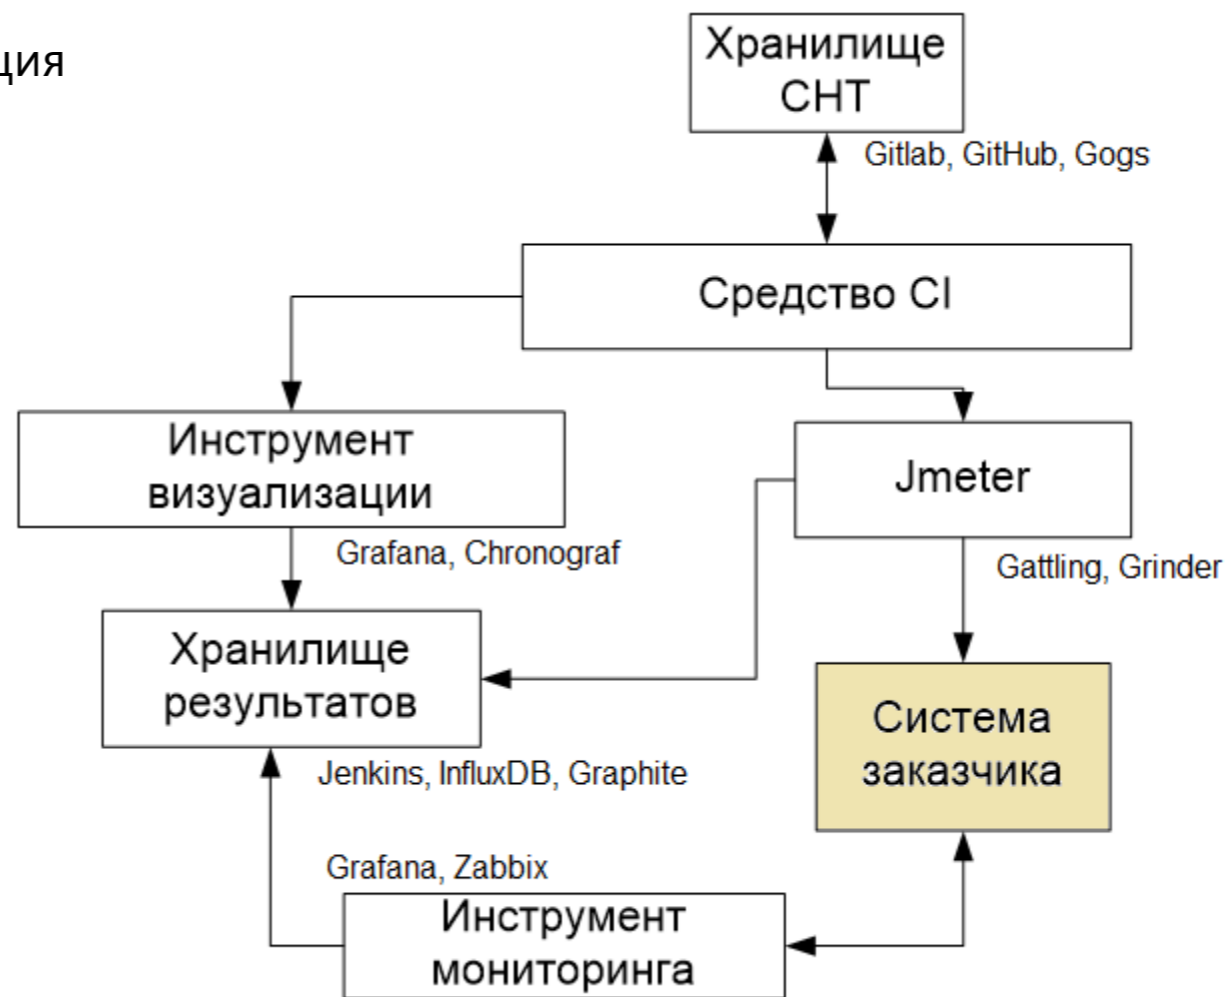 Хранилище
СНТ
Gitlab, GitHub, Gogs
Средство CI
Инструмент
визуализации
Grafana, Chronograf
Jmeter
Gattling, Grinder
Хранилище
результатов
Jenkins, InfluxDB, Graphite
Система
заказчика
Grafana, Zabbix
Инструмент
мониторинга